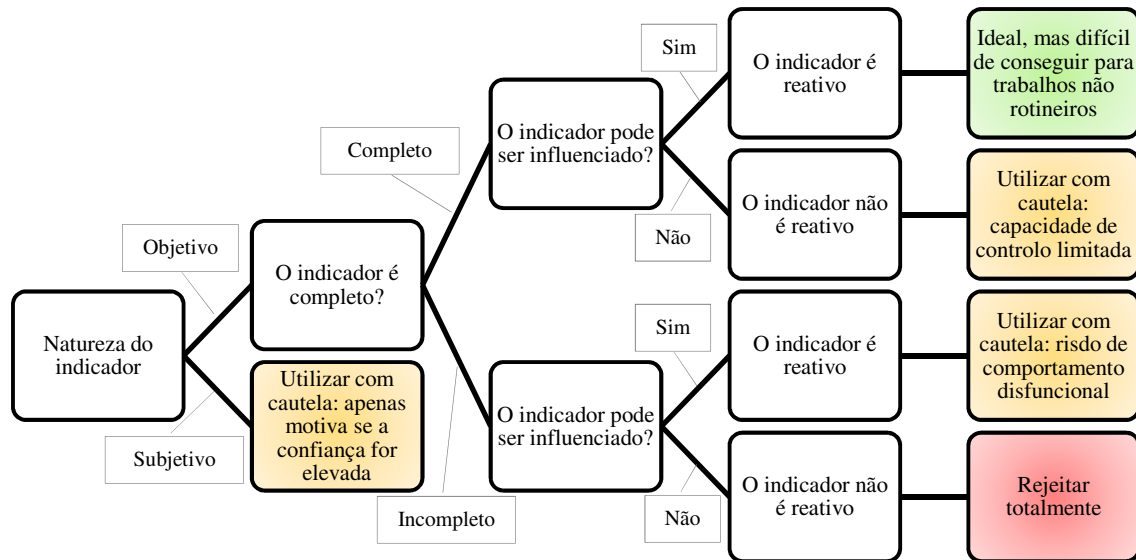 Natureza do
indicador
Objetivo
Subjetivo
O indicador é
completo?
Utilizar com
cautela: apenas
motiva se a
confiança for
elevada
Completo
Incompleto
O indicador pode
ser influenciado?
Sim
Não
O indicador é
reativo
Ideal, mas difícil
de conseguir para
trabalhos não
rotineiros
O indicador não
é reativo
Utilizar com
cautela:
capacidade de
controlo limitada
O indicador pode
ser influenciado?
Sim
Não
O indicador é
reativo
Utilizar com
cautela: risdo de
comportamento
disfuncional
O indicador não
é reativo
Rejeitar
totalmente